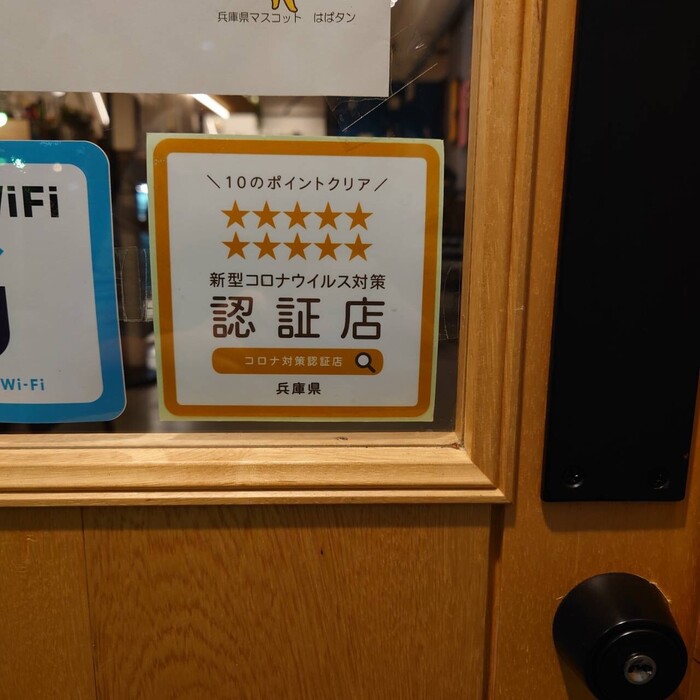 兵庫県マスコット はばタン
WiFi
Wi-Fi
＼10のポイントクリア／
★★★★★
★★★★★
新型コロナウイルス対策
認証店
コロナ対策認証店
兵庫県